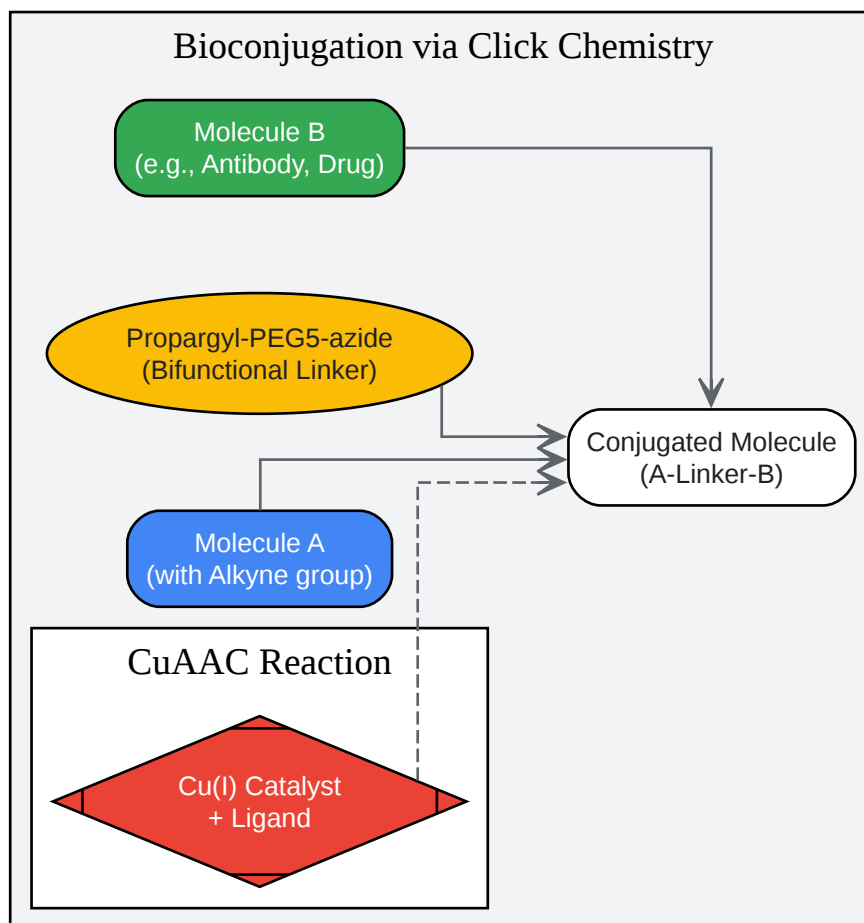 Bioconjugation via Click Chemistry
Molecule B
(e.g., Antibody, Drug)
Propargyl-PEG5-azide
(Bifunctional Linker)
Conjugated Molecule
(A-Linker-B)
Molecule A
(with Alkyne group)
CuAAC Reaction
Cu(I) Catalyst
+ Ligand